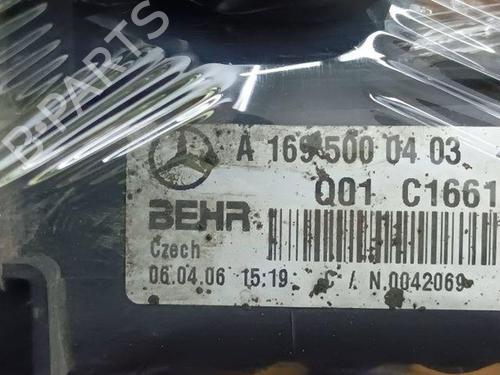 B-PARTS
A 169 500 04 03
Q01 C1661
BEHR
Czech
06.04.06 15:19 C / N.0042069